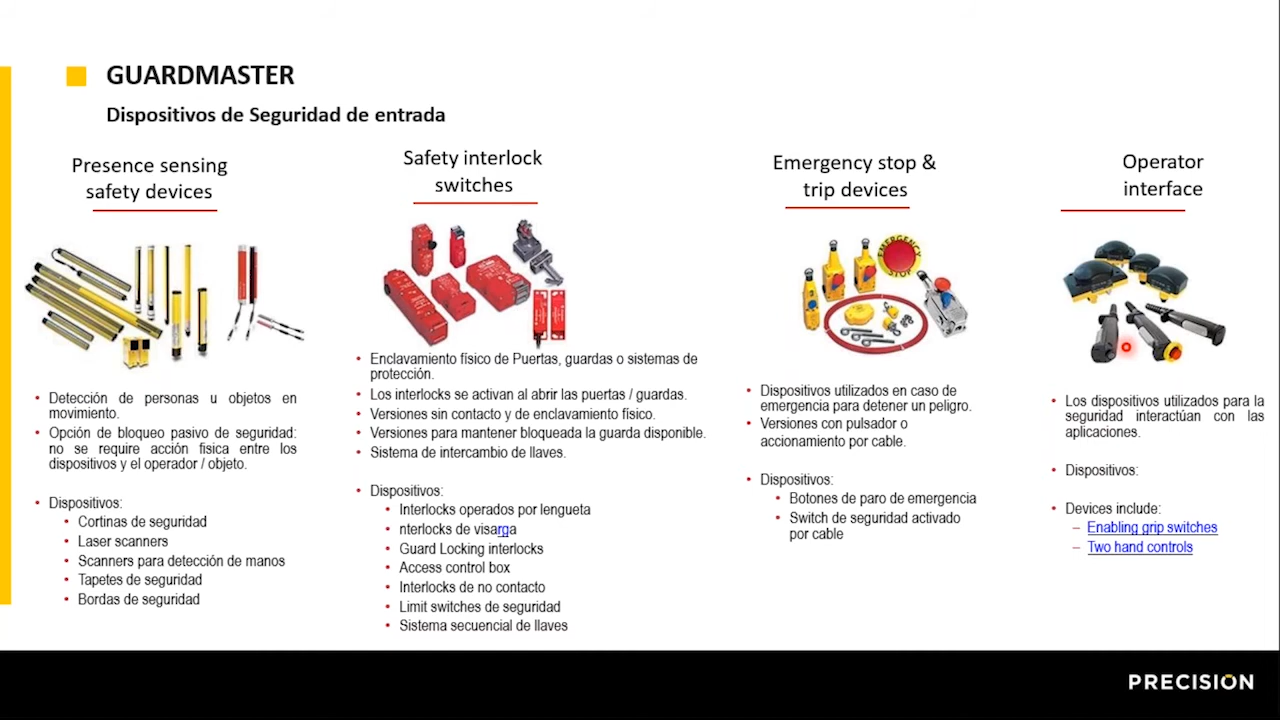 GUARDMASTER
Dispositivos de Seguridad de entrada
Presence sensing
safety devices
Detección de personas u objetos en
movimiento.
Opción de bloqueo pasivo de seguridad:
no se require acción física entre los
dispositivos y el operador / objeto.
Dispositivos:
Cortinas de seguridad
Laser scanners
Scanners para detección de manos
Tapetes de seguridad
Bordas de seguridad
Safety interlock
switches
Enclavamiento físico de Puertas, guardas o sistemas de
protección.
Los interlocks se activan al abrir las puertas / guardas.
Versiones sin contacto y de enclavamiento físico.
Versiones para mantener bloqueada la guarda disponible.
Sistema de intercambio de llaves.
Dispositivos:
Interlocks operados por lengueta
nterlocks de visarga
Guard Locking interlocks
Access control box
Interlocks de no contacto
Limit switches de seguridad
Sistema secuencial de llaves
Emergency stop &
trip devices
EMERGENCY
STOP
Dispositivos utilizados en caso de
emergencia para detener un peligro.
Versiones con pulsador o
accionamiento por cable.
Dispositivos:
Botones de paro de emergencia
Switch de seguridad activado
por cable
Operator
interface
Los dispositivos utilizados para la
seguridad interactúan con las
aplicaciones.
Dispositivos:
Devices include:
– Enabling grip switches
– Two hand controls
PRECISION